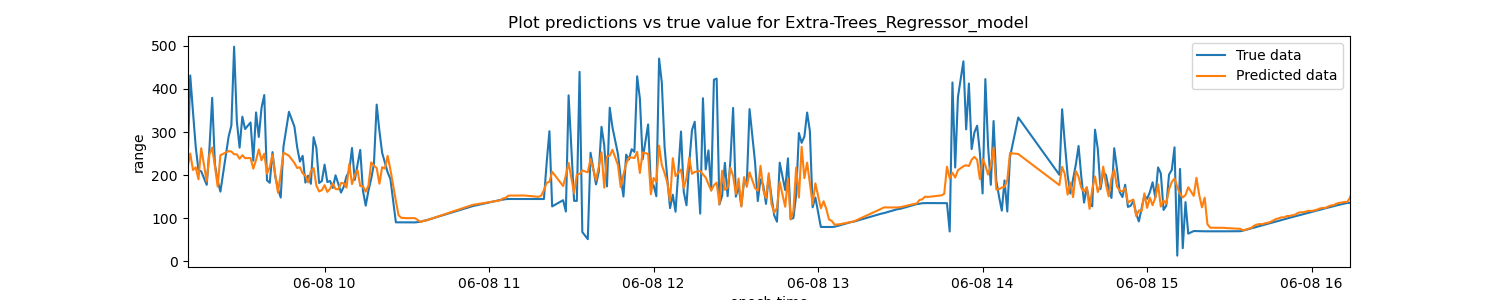 Plot predictions vs true value for Extra-Trees_Regressor_model
500
400
300
200
100
0
range
True data
Predicted data
06-08 10
06-08 11
06-08 12
06-08 13
06-08 14
06-08 15
06-08 16
epoch time